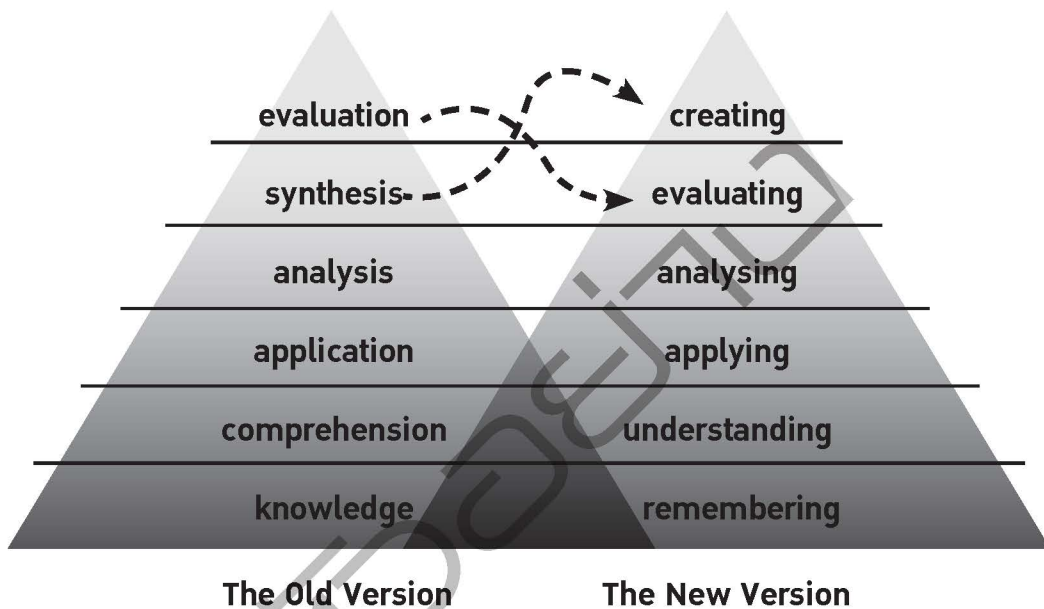 evaluation creating
synthesis evaluating
analysis analysing
application applying
comprehension understanding
knowledge remembering
The Old Version The New Version